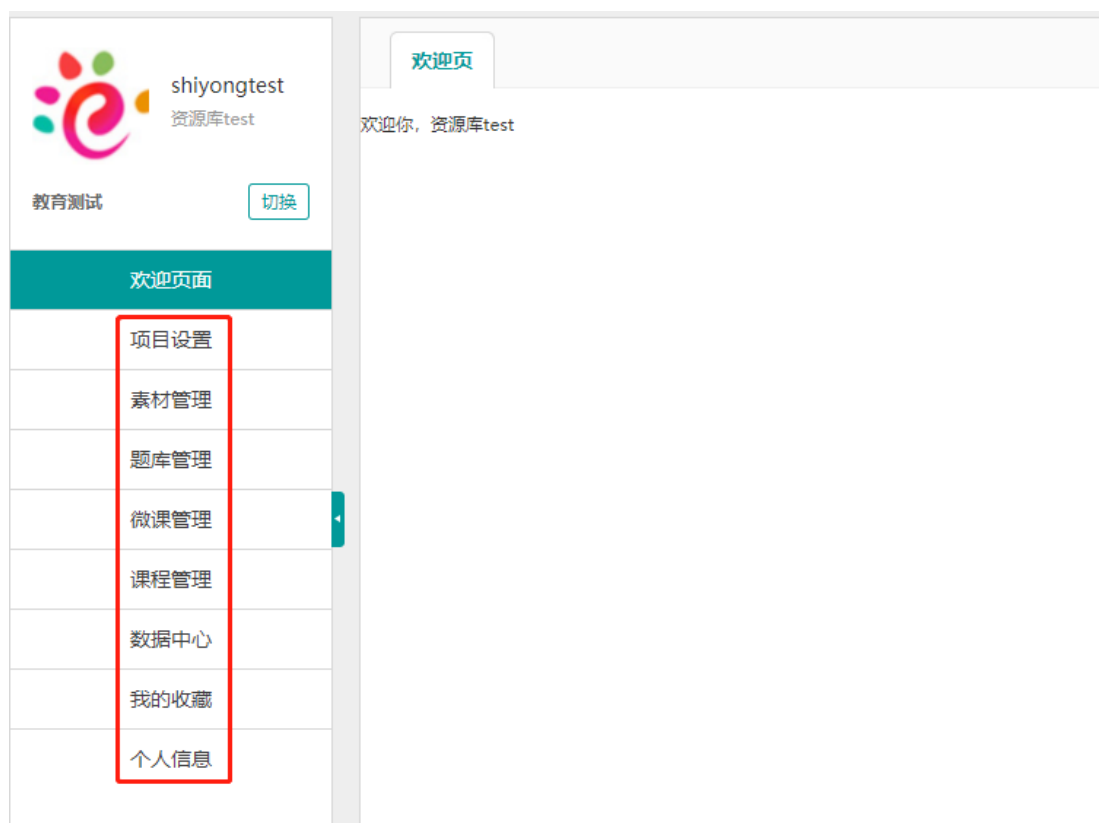 shiyongtest
资源库test
教育测试
切换
欢迎页面
项目设置
素材管理
题库管理
微课管理
课程管理
数据中心
我的收藏
个人信息
欢迎页
欢迎你，资源库test